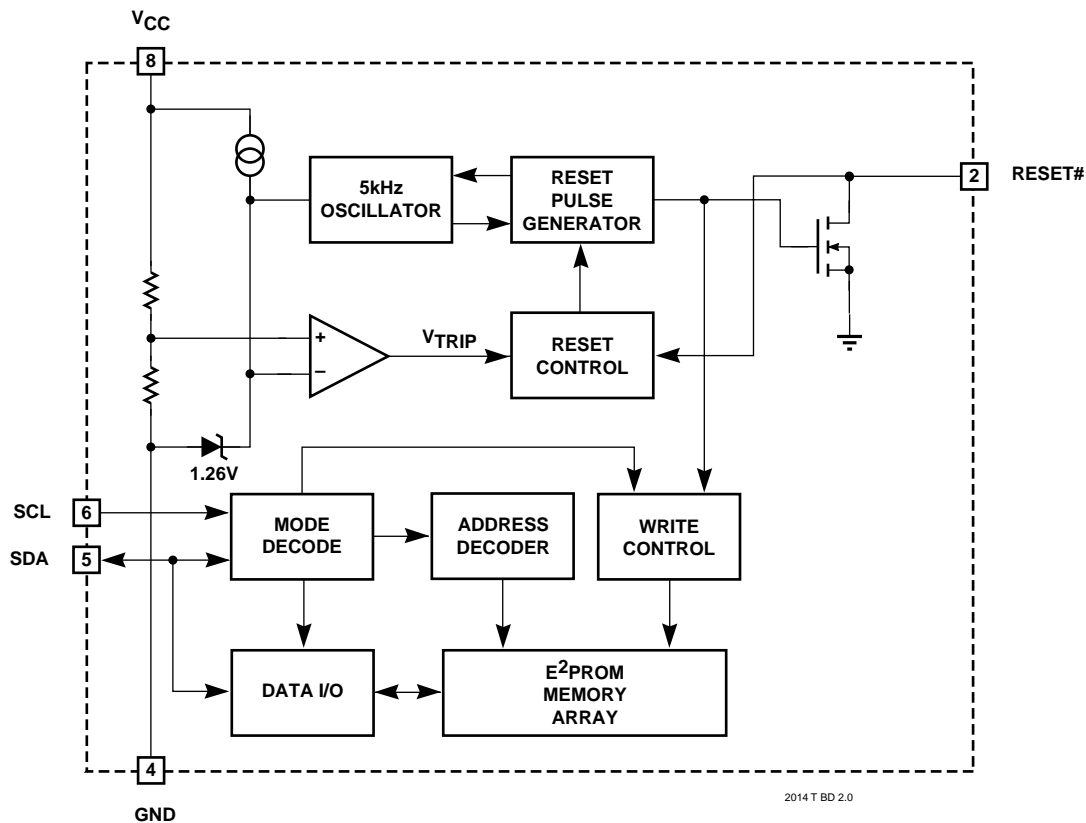 VCC
8
5kHz
OSCILLATOR
RESET
PULSE
GENERATOR
2
RESET#
+
–
VTRIP
RESET
CONTROL
1.26V
SCL
6
SDA
5
MODE
DECODE
ADDRESS
DECODER
WRITE
CONTROL
DATA I/O
E2PROM
MEMORY
ARRAY
4
GND
2014 T BD 2.0